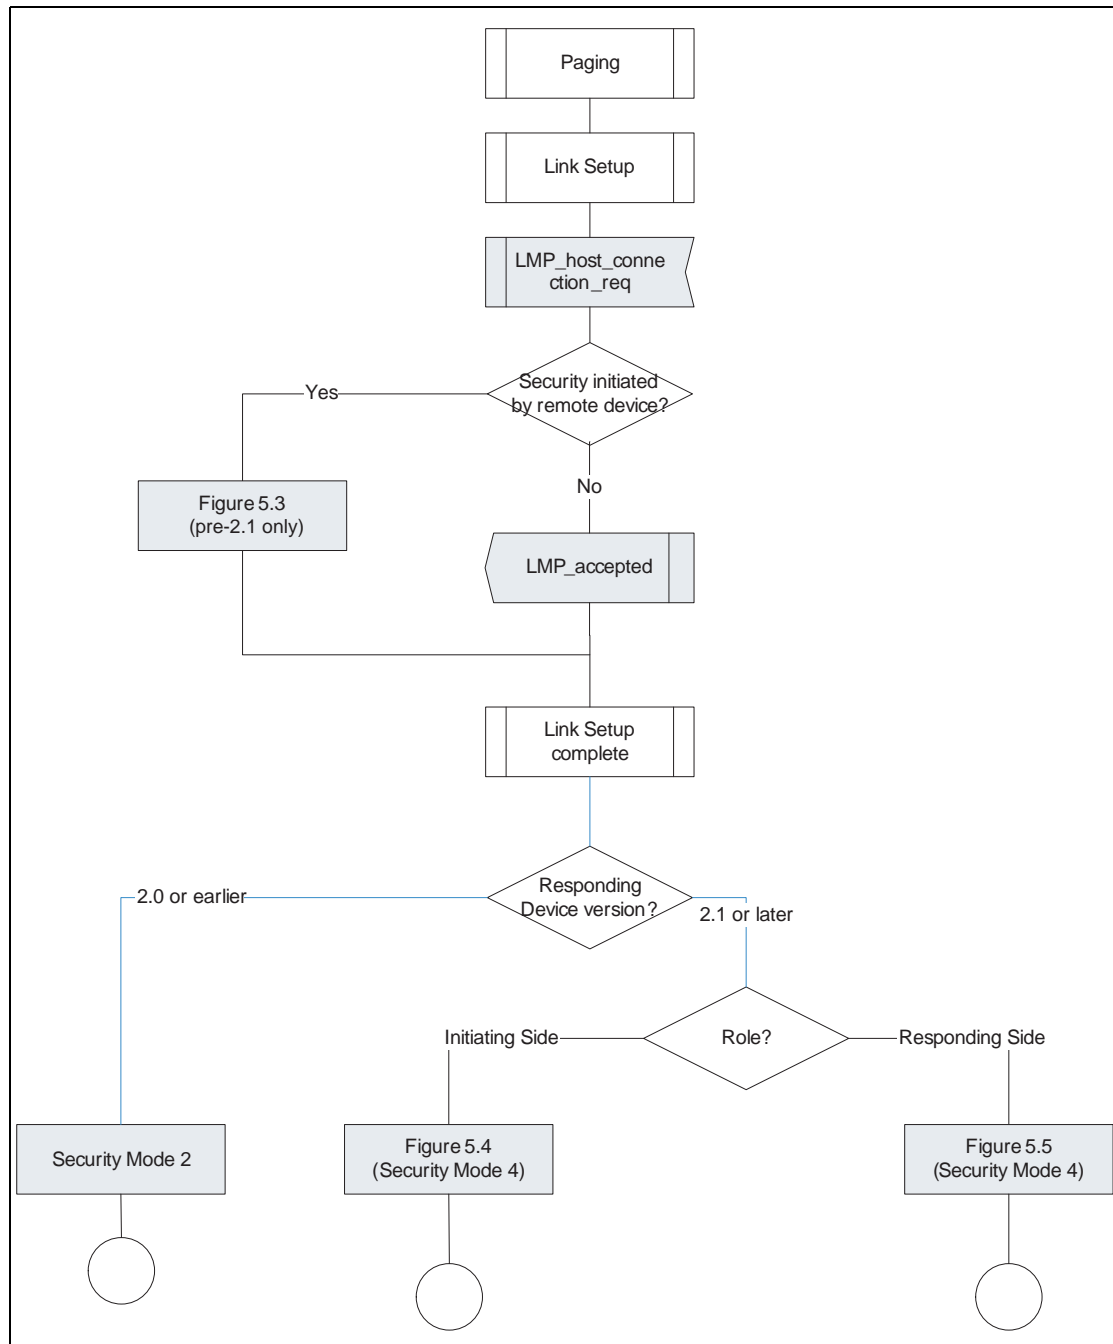 Paging
Link Setup
LMP_host_conne
ction_req
Security initiated
by remote device?
Yes
No
Figure 5.3
(pre-2.1 only)
LMP_accepted
Link Setup
complete
Responding
Device version?
2.0 or earlier
2.1 or later
Role?
Initiating Side
Responding Side
Security Mode 2
Figure 5.4
(Security Mode 4)
Figure 5.5
(Security Mode 4)